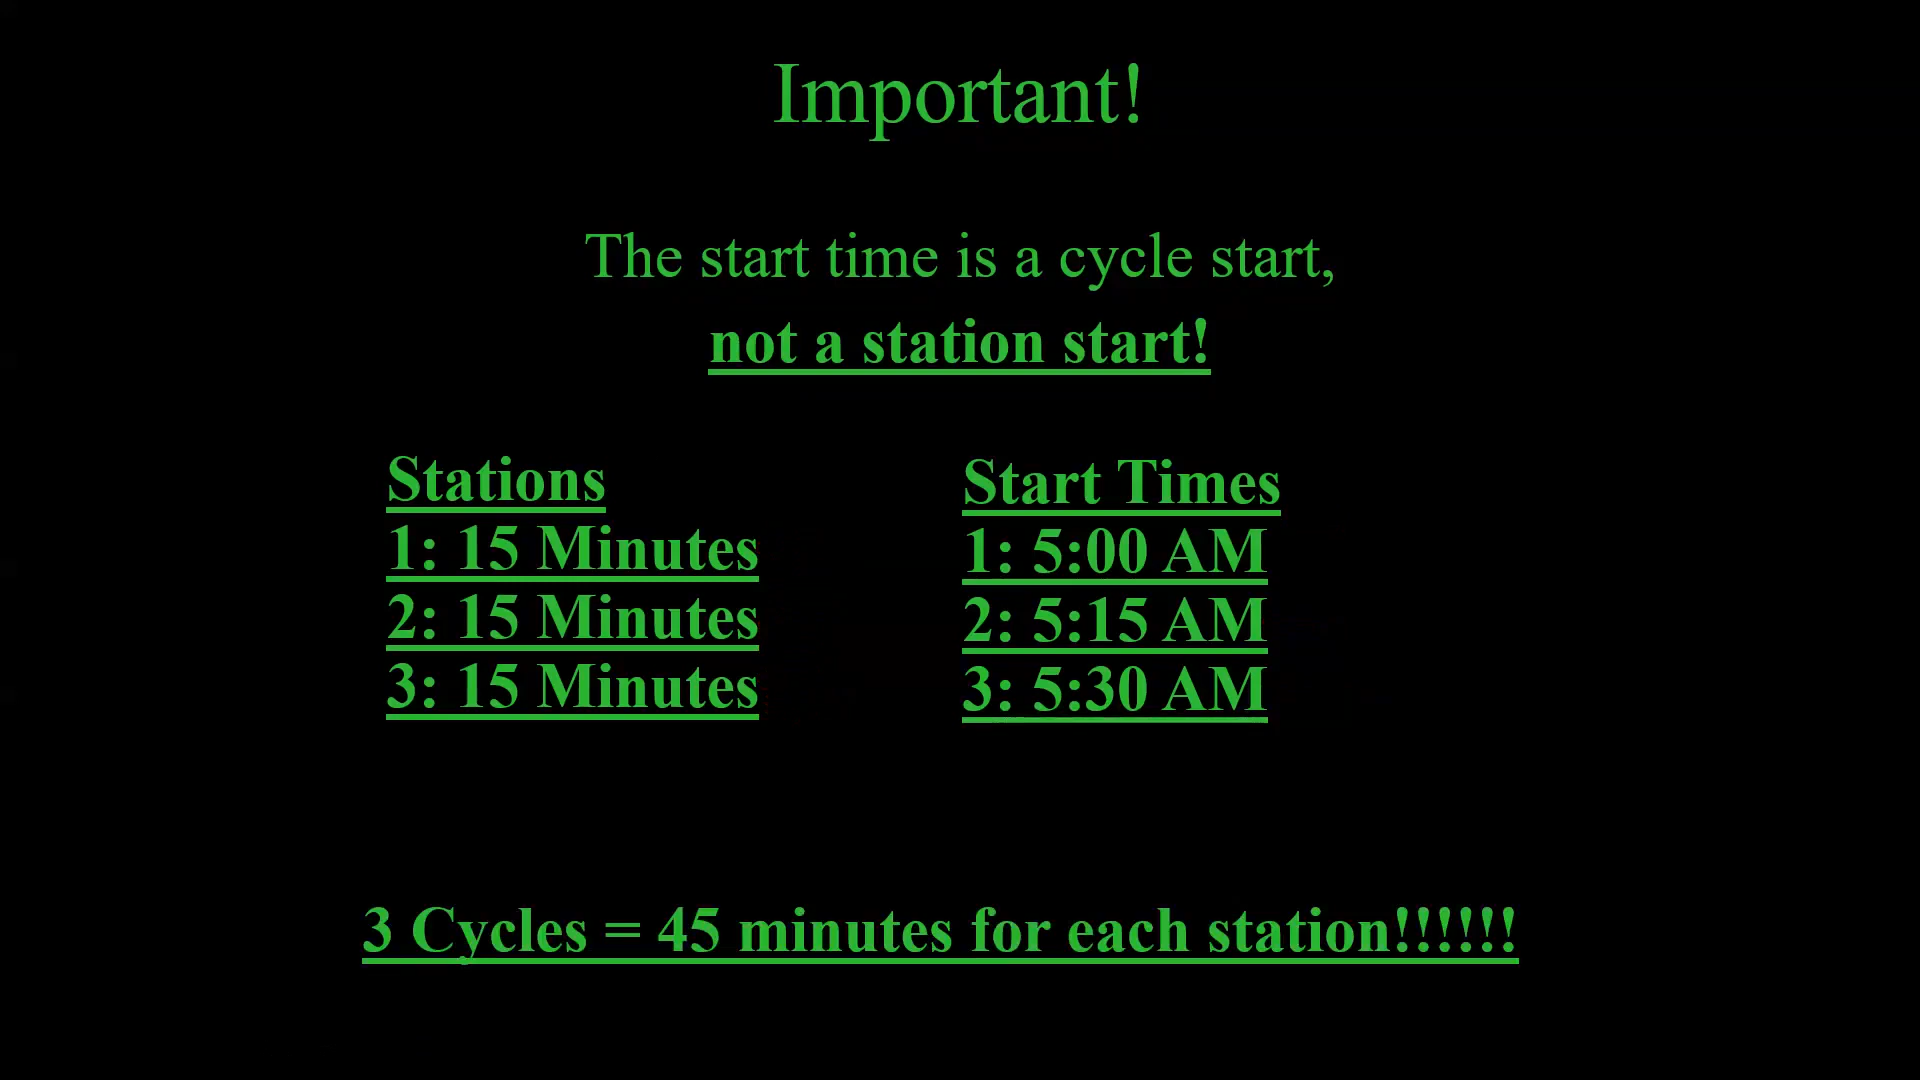 Important!
The start time is a cycle start,
not a station start!
Stations
1: 15 Minutes
2: 15 Minutes
3: 15 Minutes
Start Times
1: 5:00 AM
2: 5:15 AM
3: 5:30 AM
3 Cycles = 45 minutes for each station!!!!!!